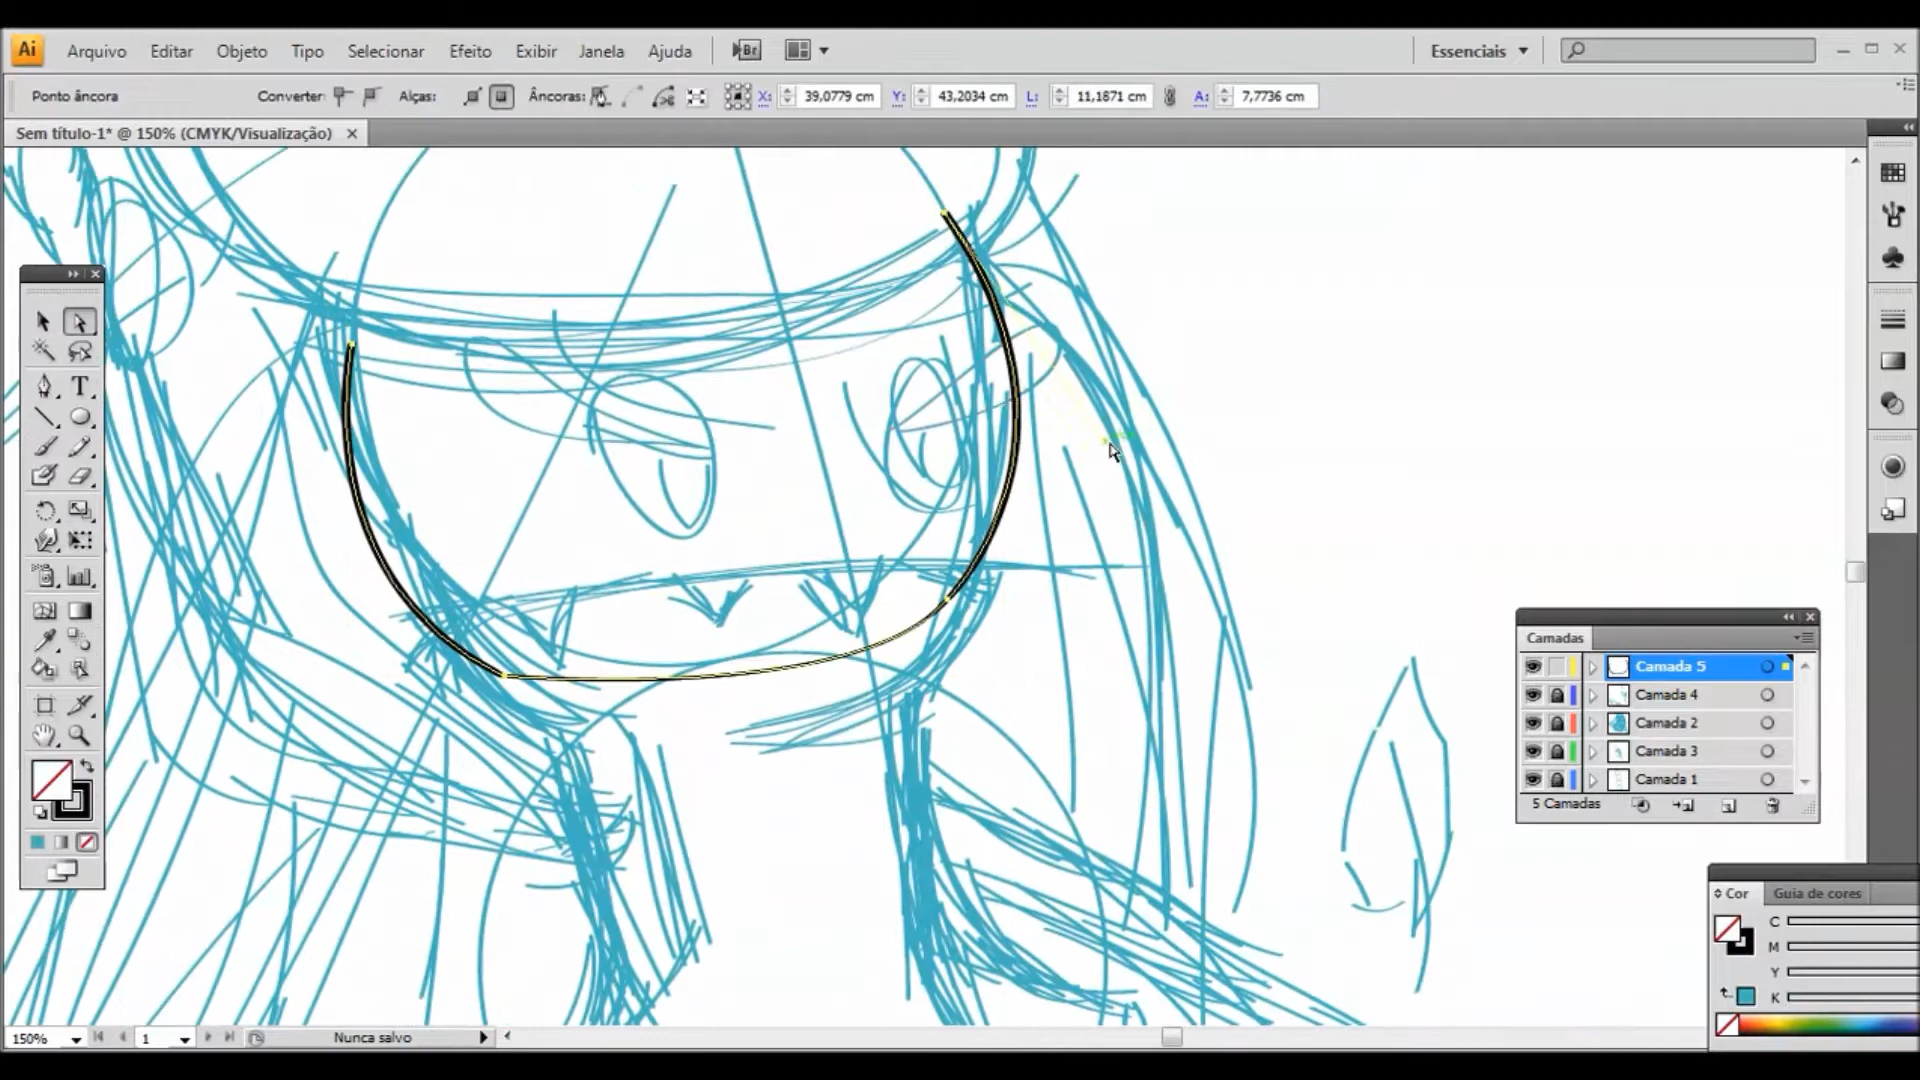 Ai Arquivo Editar Objeto Tipo Selecionar Efeito Exibir Janela Ajuda Br Essenciais
Ponto âncora Converter: Alças: Âncoras: X: 39,0779 cm Y: 43,2034 cm L: 11,1871 cm A: 7,7736 cm
Sem título-1* @ 150% (CMYK/Visualização)
T
Camadas
Camada 5
Camada 4
Camada 2
Camada 3
Camada 1
5 Camadas
Cor Guia de cores
C
M
Y
K
150% 1 Nunca salvo